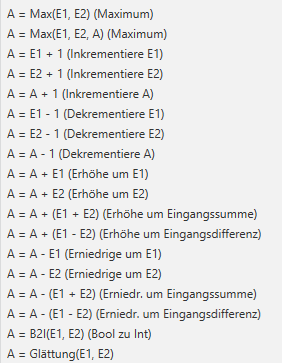 A = Max(E1, E2) (Maximum)
A = Max(E1, E2, A) (Maximum)
A = E1 + 1 (Inkrementiere E1)
A = E2 + 1 (Inkrementiere E2)
A = A + 1 (Inkrementiere A)
A = E1 - 1 (Dekrementiere E1)
A = E2 - 1 (Dekrementiere E2)
A = A - 1 (Dekrementiere A)
A = A + E1 (Erhöhe um E1)
A = A + E2 (Erhöhe um E2)
A = A + (E1 + E2) (Erhöhe um Eingangssumme)
A = A + (E1 - E2) (Erhöhe um Eingangsdifferenz)
A = A - E1 (Erniedrige um E1)
A = A - E2 (Erniedrige um E2)
A = A - (E1 + E2) (Erniedr. um Eingangssumme)
A = A - (E1 - E2) (Erniedr. um Eingangsdifferenz)
A = B2I(E1, E2) (Bool zu Int)
A = Glättung(E1, E2)